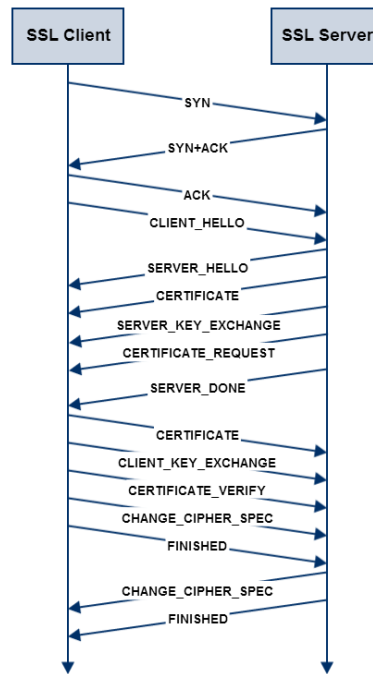 SSL Client
SSL Server
SYN
SYN+ACK
ACK
CLIENT_HELLO
SERVER_HELLO
CERTIFICATE
SERVER_KEY_EXCHANGE
CERTIFICATE_REQUEST
SERVER_DONE
CERTIFICATE
CLIENT_KEY_EXCHANGE
CERTIFICATE_VERIFY
CHANGE_CIPHER_SPEC
FINISHED
CHANGE_CIPHER_SPEC
FINISHED